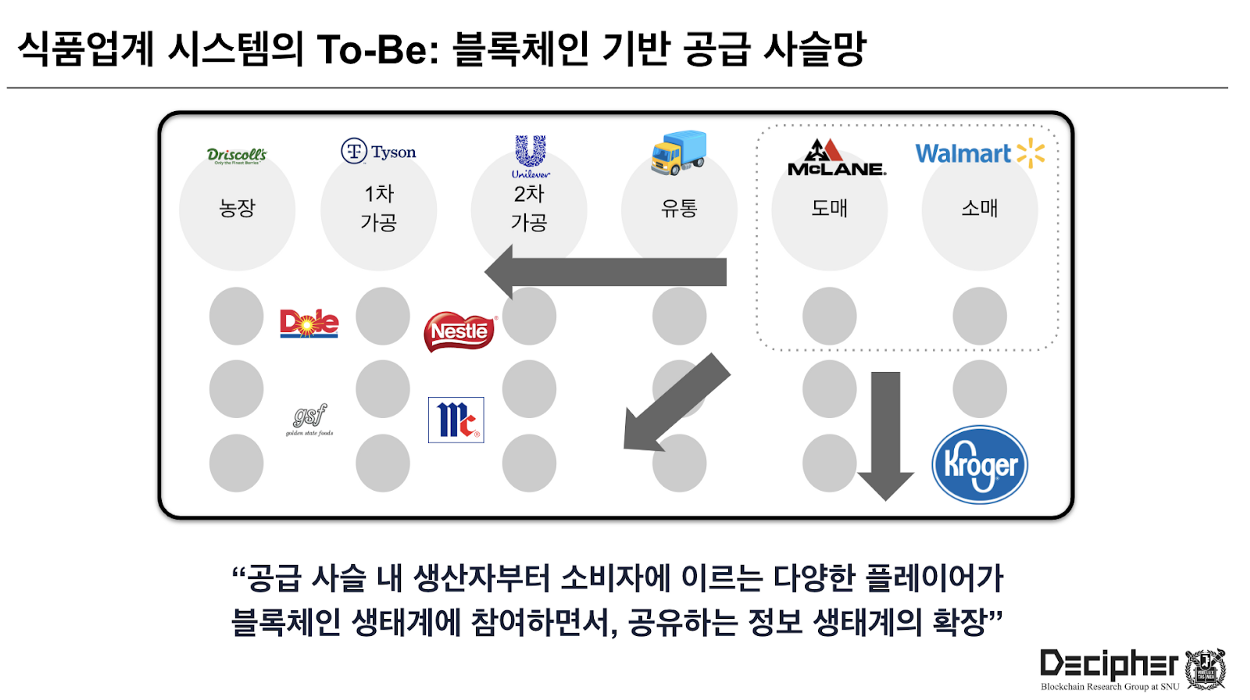 식품업계 시스템의 To-Be: 블록체인 기반 공급 사슬망
Driscoll's
Only the Finest Berries
Tyson
Unilever
McLANE
Walmart
농장
1차
가공
2차
가공
유통
도매
소매
Dole
Nestlé
gsf
golden state foods
Mc
Kroger
“공급 사슬 내 생산자부터 소비자에 이르는 다양한 플레이어가
블록체인 생태계에 참여하면서, 공유하는 정보 생태계의 확장”
Decipher
Blockchain Research Group at SNU